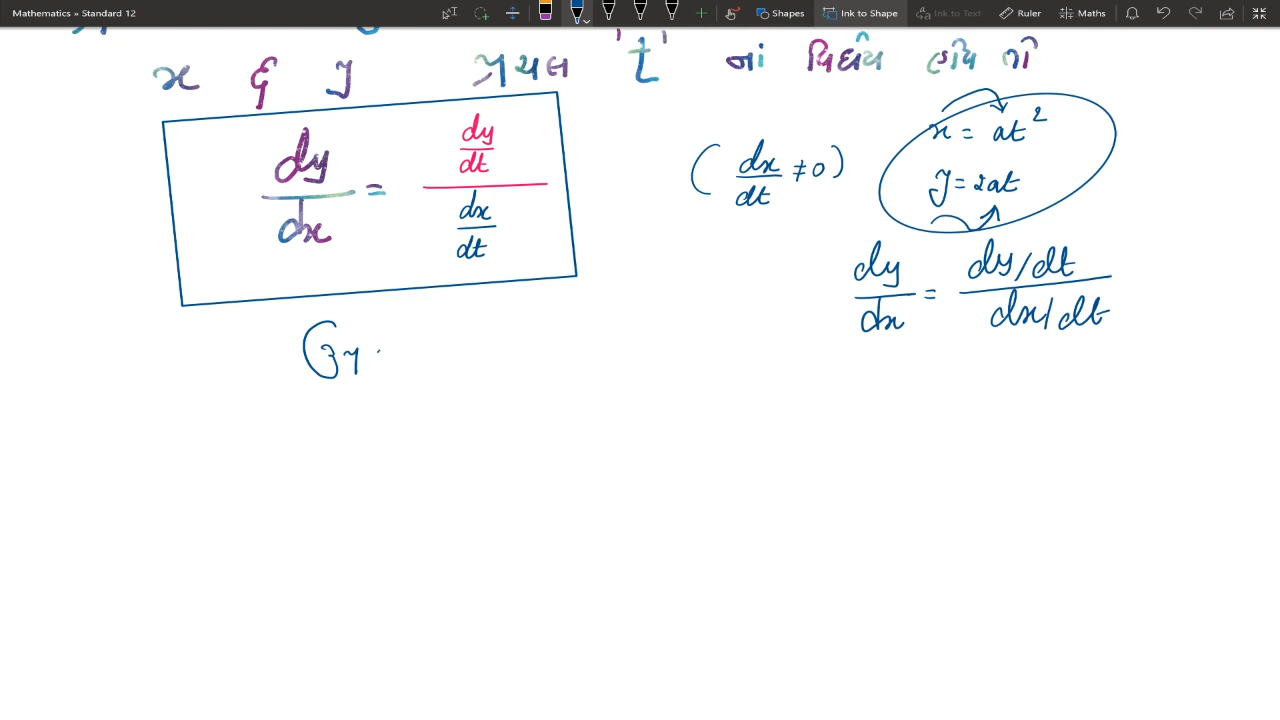 Mathematics » Standard 12
Shapes Ink to Shape Ink to Text Ruler Maths
x ६ y પ્રચલ 't' નાં વિધેય હોય તો
dy/dx = (dy/dt)/(dx/dt)
(dx/dt ≠ 0)
x = at²
y = 2at
dy/dx = (dy/dt)/(dx/dt)